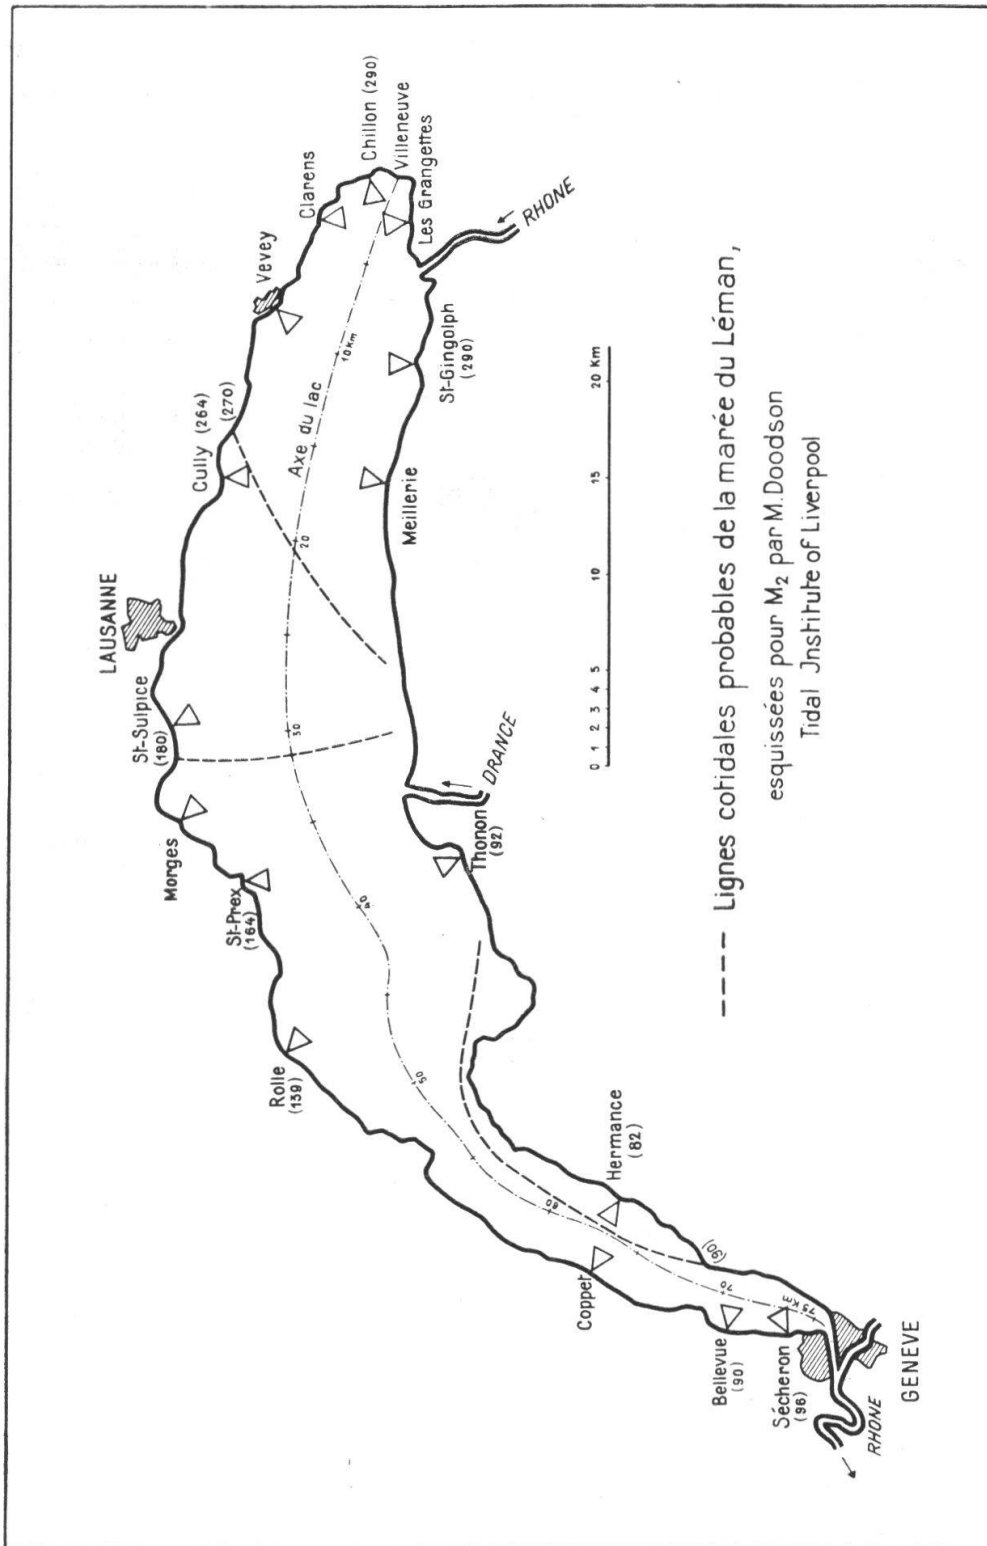 Chillon (290)
Villeneuve
Les Grangettes
Clarens
Vevey
RHONE
10 Km
St-Gingolph
(290)
Axe du lac
Cully (264)
(270)
Meillerie
20
LAUSANNE
St-Sulpice
(180)
30
DRANCE
Morges
Thonon
(92)
St-Prex
(164)
40
Rolle
(139)
50
Hermance
(82)
60
Coppet
(90)
70
75 Km
Bellevue
(90)
Sécheron
(96)
GENEVE
RHONE
0 1 2 3 4 5 10 15 20 Km
---- Lignes cotidales probables de la marée du Léman,
esquissées pour M2 par M.Doodson
Tidal Jnstitute of Liverpool